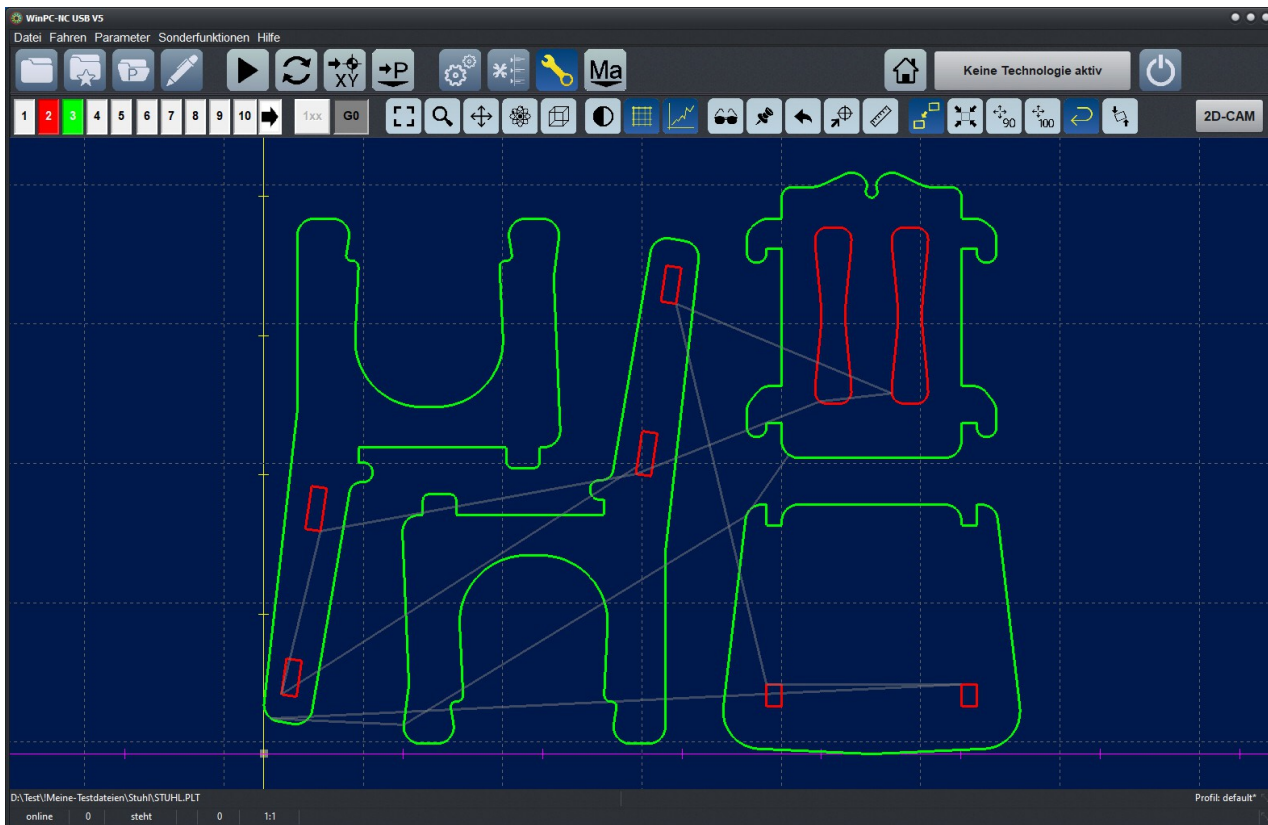 WinPC-NC USB V5
Datei Fahren Parameter Sonderfunktionen Hilfe
P XY P Ma Keine Technologie aktiv
1 2 3 4 5 6 7 8 9 10 1xx G0 90 100 2D-CAM
D:\Test\!Meine-Testdateien\Stuhl\STUHL.PLT Profil: default*
online 0 steht 0 1:1